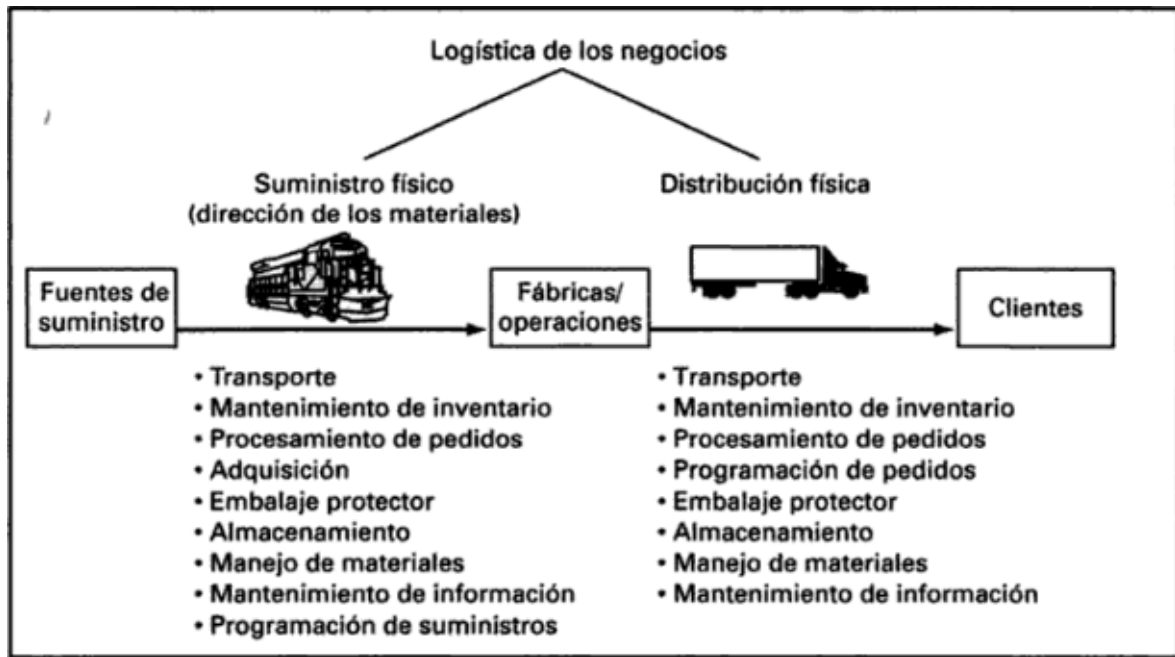 Logística de los negocios
Suministro físico
(dirección de los materiales)
Distribución física
Fuentes de
suministro
Fábricas/
operaciones
Clientes
• Transporte
• Mantenimiento de inventario
• Procesamiento de pedidos
• Adquisición
• Embalaje protector
• Almacenamiento
• Manejo de materiales
• Mantenimiento de información
• Programación de suministros
• Transporte
• Mantenimiento de inventario
• Procesamiento de pedidos
• Programación de pedidos
• Embalaje protector
• Almacenamiento
• Manejo de materiales
• Mantenimiento de información